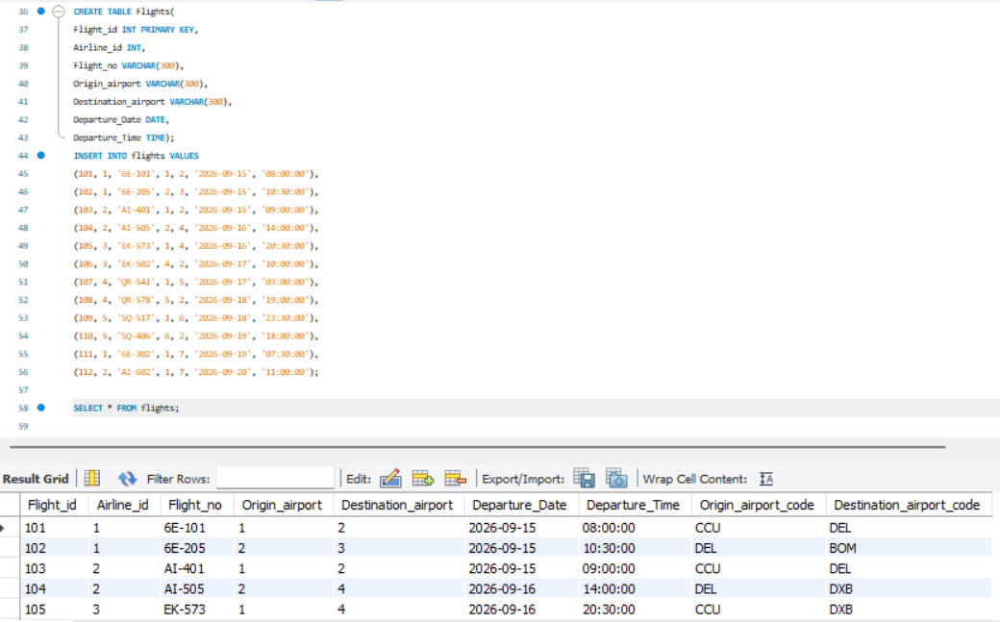 36 CREATE TABLE Flights(
37 Flight_id INT PRIMARY KEY,
38 Airline_id INT,
39 Flight_no VARCHAR(300),
40 Origin_airport VARCHAR(300),
41 Destination_airport VARCHAR(300),
42 Departure_Date DATE,
43 Departure_Time TIME);
44 INSERT INTO flights VALUES
45 (101, 1, '6E-101', 1, 2, '2026-09-15', '08:00:00'),
46 (102, 1, '6E-205', 2, 3, '2026-09-15', '10:30:00'),
47 (103, 2, 'AI-401', 1, 2, '2026-09-15', '09:00:00'),
48 (104, 2, 'AI-505', 2, 4, '2026-09-16', '14:00:00'),
49 (105, 3, 'EK-573', 1, 4, '2026-09-16', '20:30:00'),
50 (106, 3, 'EK-502', 4, 2, '2026-09-17', '10:00:00'),
51 (107, 4, 'QR-541', 1, 5, '2026-09-17', '03:00:00'),
52 (108, 4, 'QR-578', 5, 2, '2026-09-18', '19:00:00'),
53 (109, 5, 'SQ-517', 1, 6, '2026-09-18', '23:30:00'),
54 (110, 5, 'SQ-406', 6, 2, '2026-09-19', '18:00:00'),
55 (111, 1, '6E-302', 1, 7, '2026-09-19', '07:30:00'),
56 (112, 2, 'AI-602', 1, 7, '2026-09-20', '11:00:00');
57
58 SELECT * FROM flights;
59
Result Grid Filter Rows: Edit: Export/Import: Wrap Cell Content: IA
Flight_id Airline_id Flight_no Origin_airport Destination_airport Departure_Date Departure_Time Origin_airport_code Destination_airport_code
101 1 6E-101 1 2 2026-09-15 08:00:00 CCU DEL
102 1 6E-205 2 3 2026-09-15 10:30:00 DEL BOM
103 2 AI-401 1 2 2026-09-15 09:00:00 CCU DEL
104 2 AI-505 2 4 2026-09-16 14:00:00 DEL DXB
105 3 EK-573 1 4 2026-09-16 20:30:00 CCU DXB